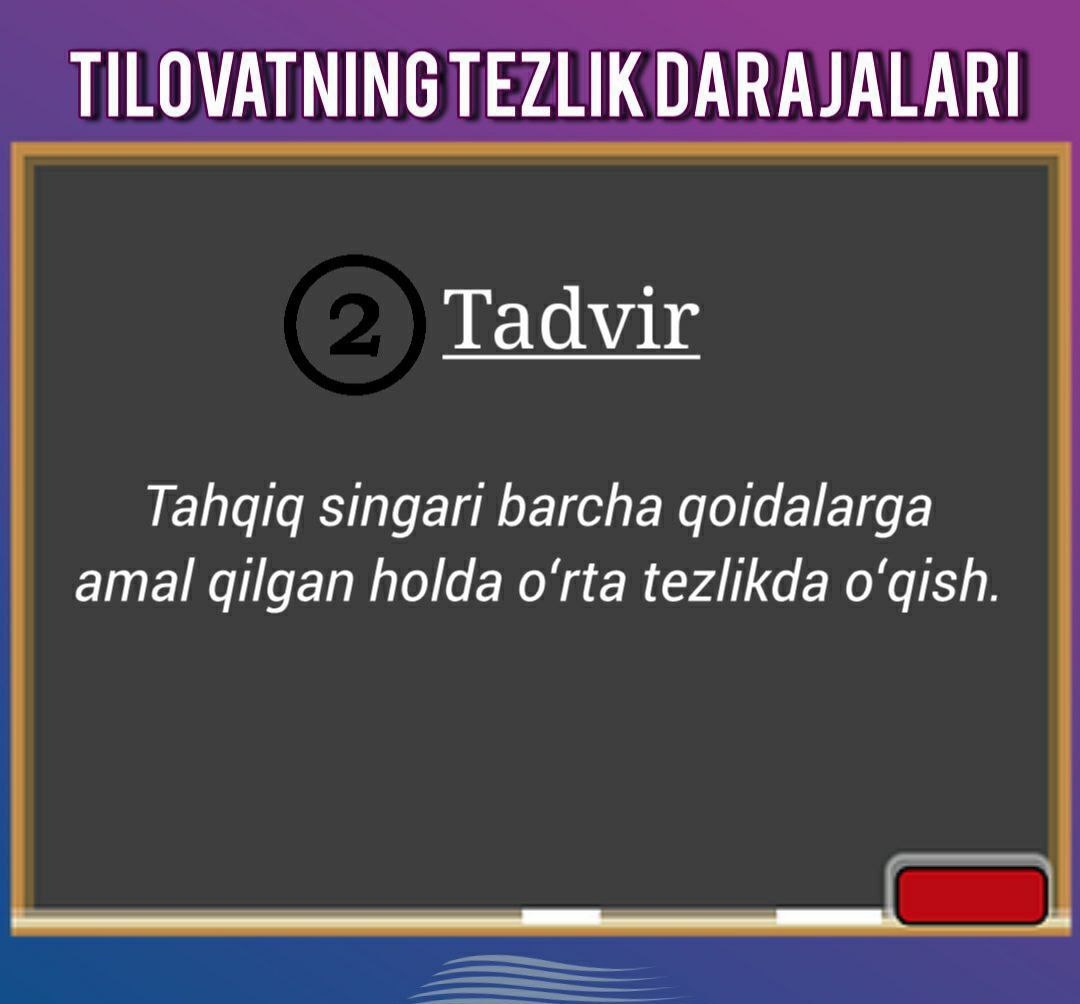 TILOVATNING TEZLIK DARAJALARI
2 Tadvir
Tahqiq singari barcha qoidalarga
amal qilgan holda o‘rta tezlikda o‘qish.